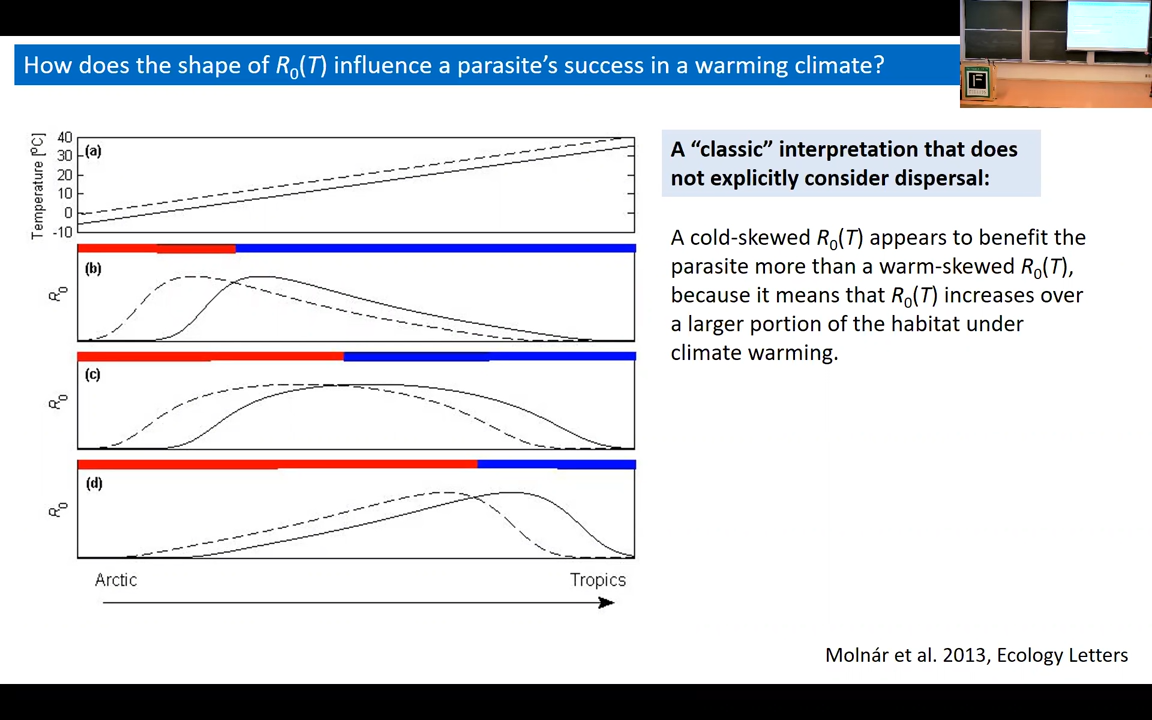 How does the shape of R₀(T) influence a parasite's success in a warming climate?
F
A “classic” interpretation that does
not explicitly consider dispersal:
A cold-skewed R₀(T) appears to benefit the
parasite more than a warm-skewed R₀(T),
because it means that R₀(T) increases over
a larger portion of the habitat under
climate warming.
Temperature [ºC]
40
30
20
10
0
-10
(a)
R₀
(b)
R₀
(c)
R₀
(d)
Arctic
Tropics
Molnár et al. 2013, Ecology Letters